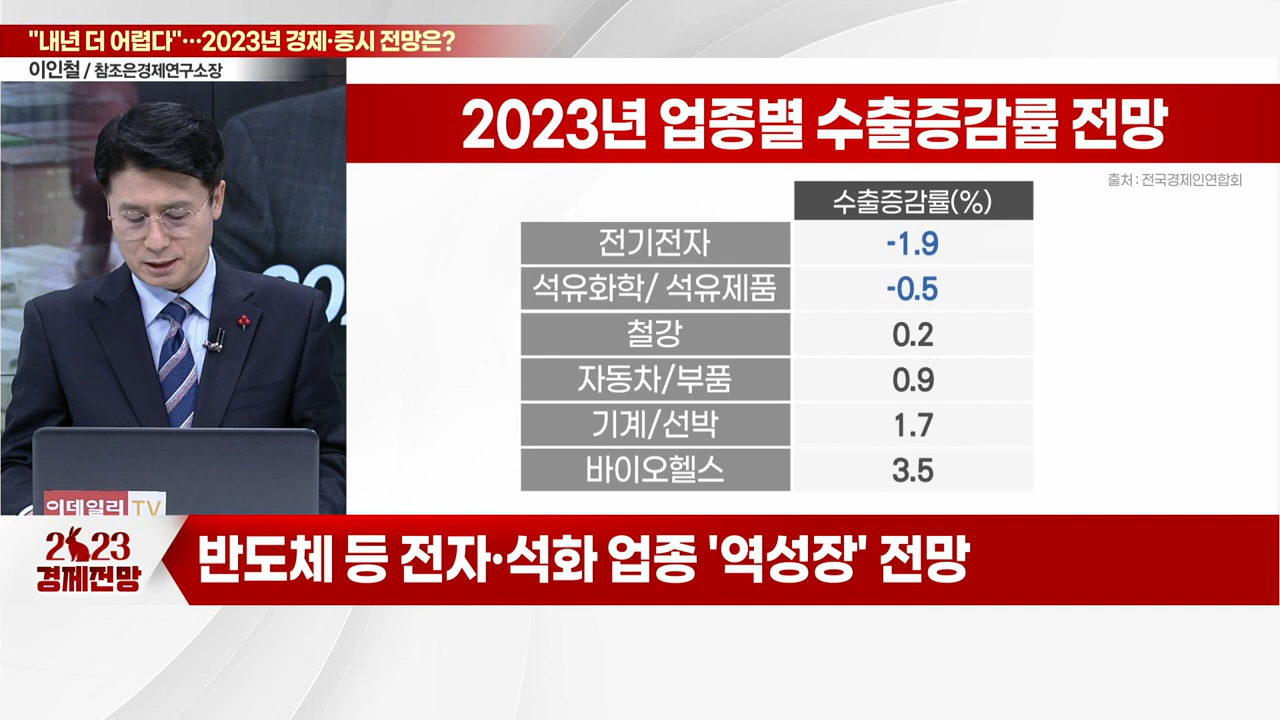 "내년 더 어렵다"…2023년 경제·증시 전망은?
이인철 / 참조은경제연구소장
2023년 업종별 수출증감률 전망
출처 : 전국경제인연합회
수출증감률(%)
전기전자 -1.9
석유화학/ 석유제품 -0.5
철강 0.2
자동차/부품 0.9
기계/선박 1.7
바이오헬스 3.5
이데일리 TV
2023
경제전망
반도체 등 전자·석화 업종 '역성장' 전망